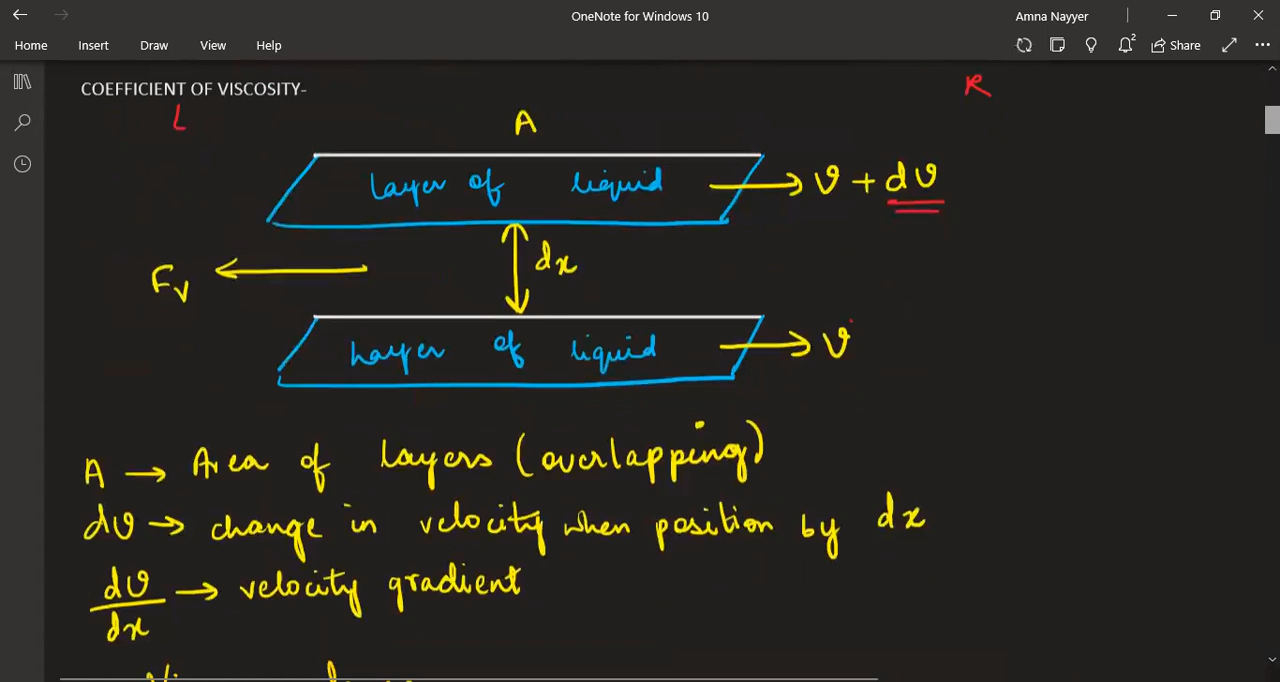 OneNote for Windows 10
Amna Nayyer
Home Insert Draw View Help
2 Share
COEFFICIENT OF VISCOSITY-
L
R
A
Layer of liquid
v + dv
dx
Fv
Layer of liquid
v
A → Area of Layers (overlapping)
dv → change in velocity when position by dx
dv
dx
→ velocity gradient